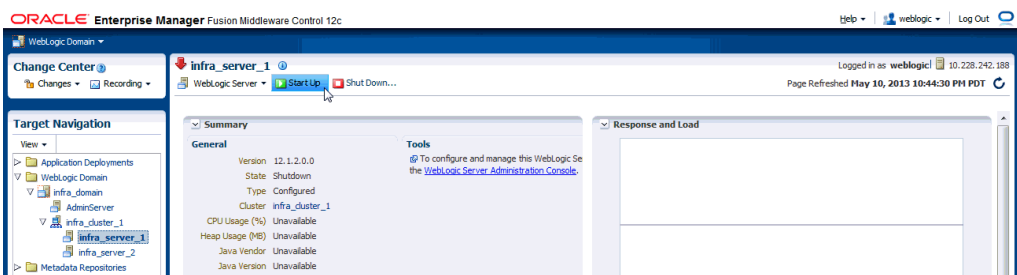 ORACLE Enterprise Manager Fusion Middleware Control 12c
Help weblogic Log Out
WebLogic Domain
Change Center
Changes Recording
infra_server_1
Logged in as weblogic 10.228.242.188
WebLogic Server Start Up Shut Down...
Page Refreshed May 10, 2013 10:44:30 PM PDT
Target Navigation
View
Application Deployments
WebLogic Domain
infra_domain
AdminServer
infra_cluster_1
infra_server_1
infra_server_2
Metadata Repositories
Summary
General
Version 12.1.2.0.0
State Shutdown
Type Configured
Cluster infra_cluster_1
CPU Usage (%) Unavailable
Heap Usage (MB) Unavailable
Java Vendor Unavailable
Java Version Unavailable
Tools
To configure and manage this WebLogic Se
the WebLogic Server Administration Console.
Response and Load